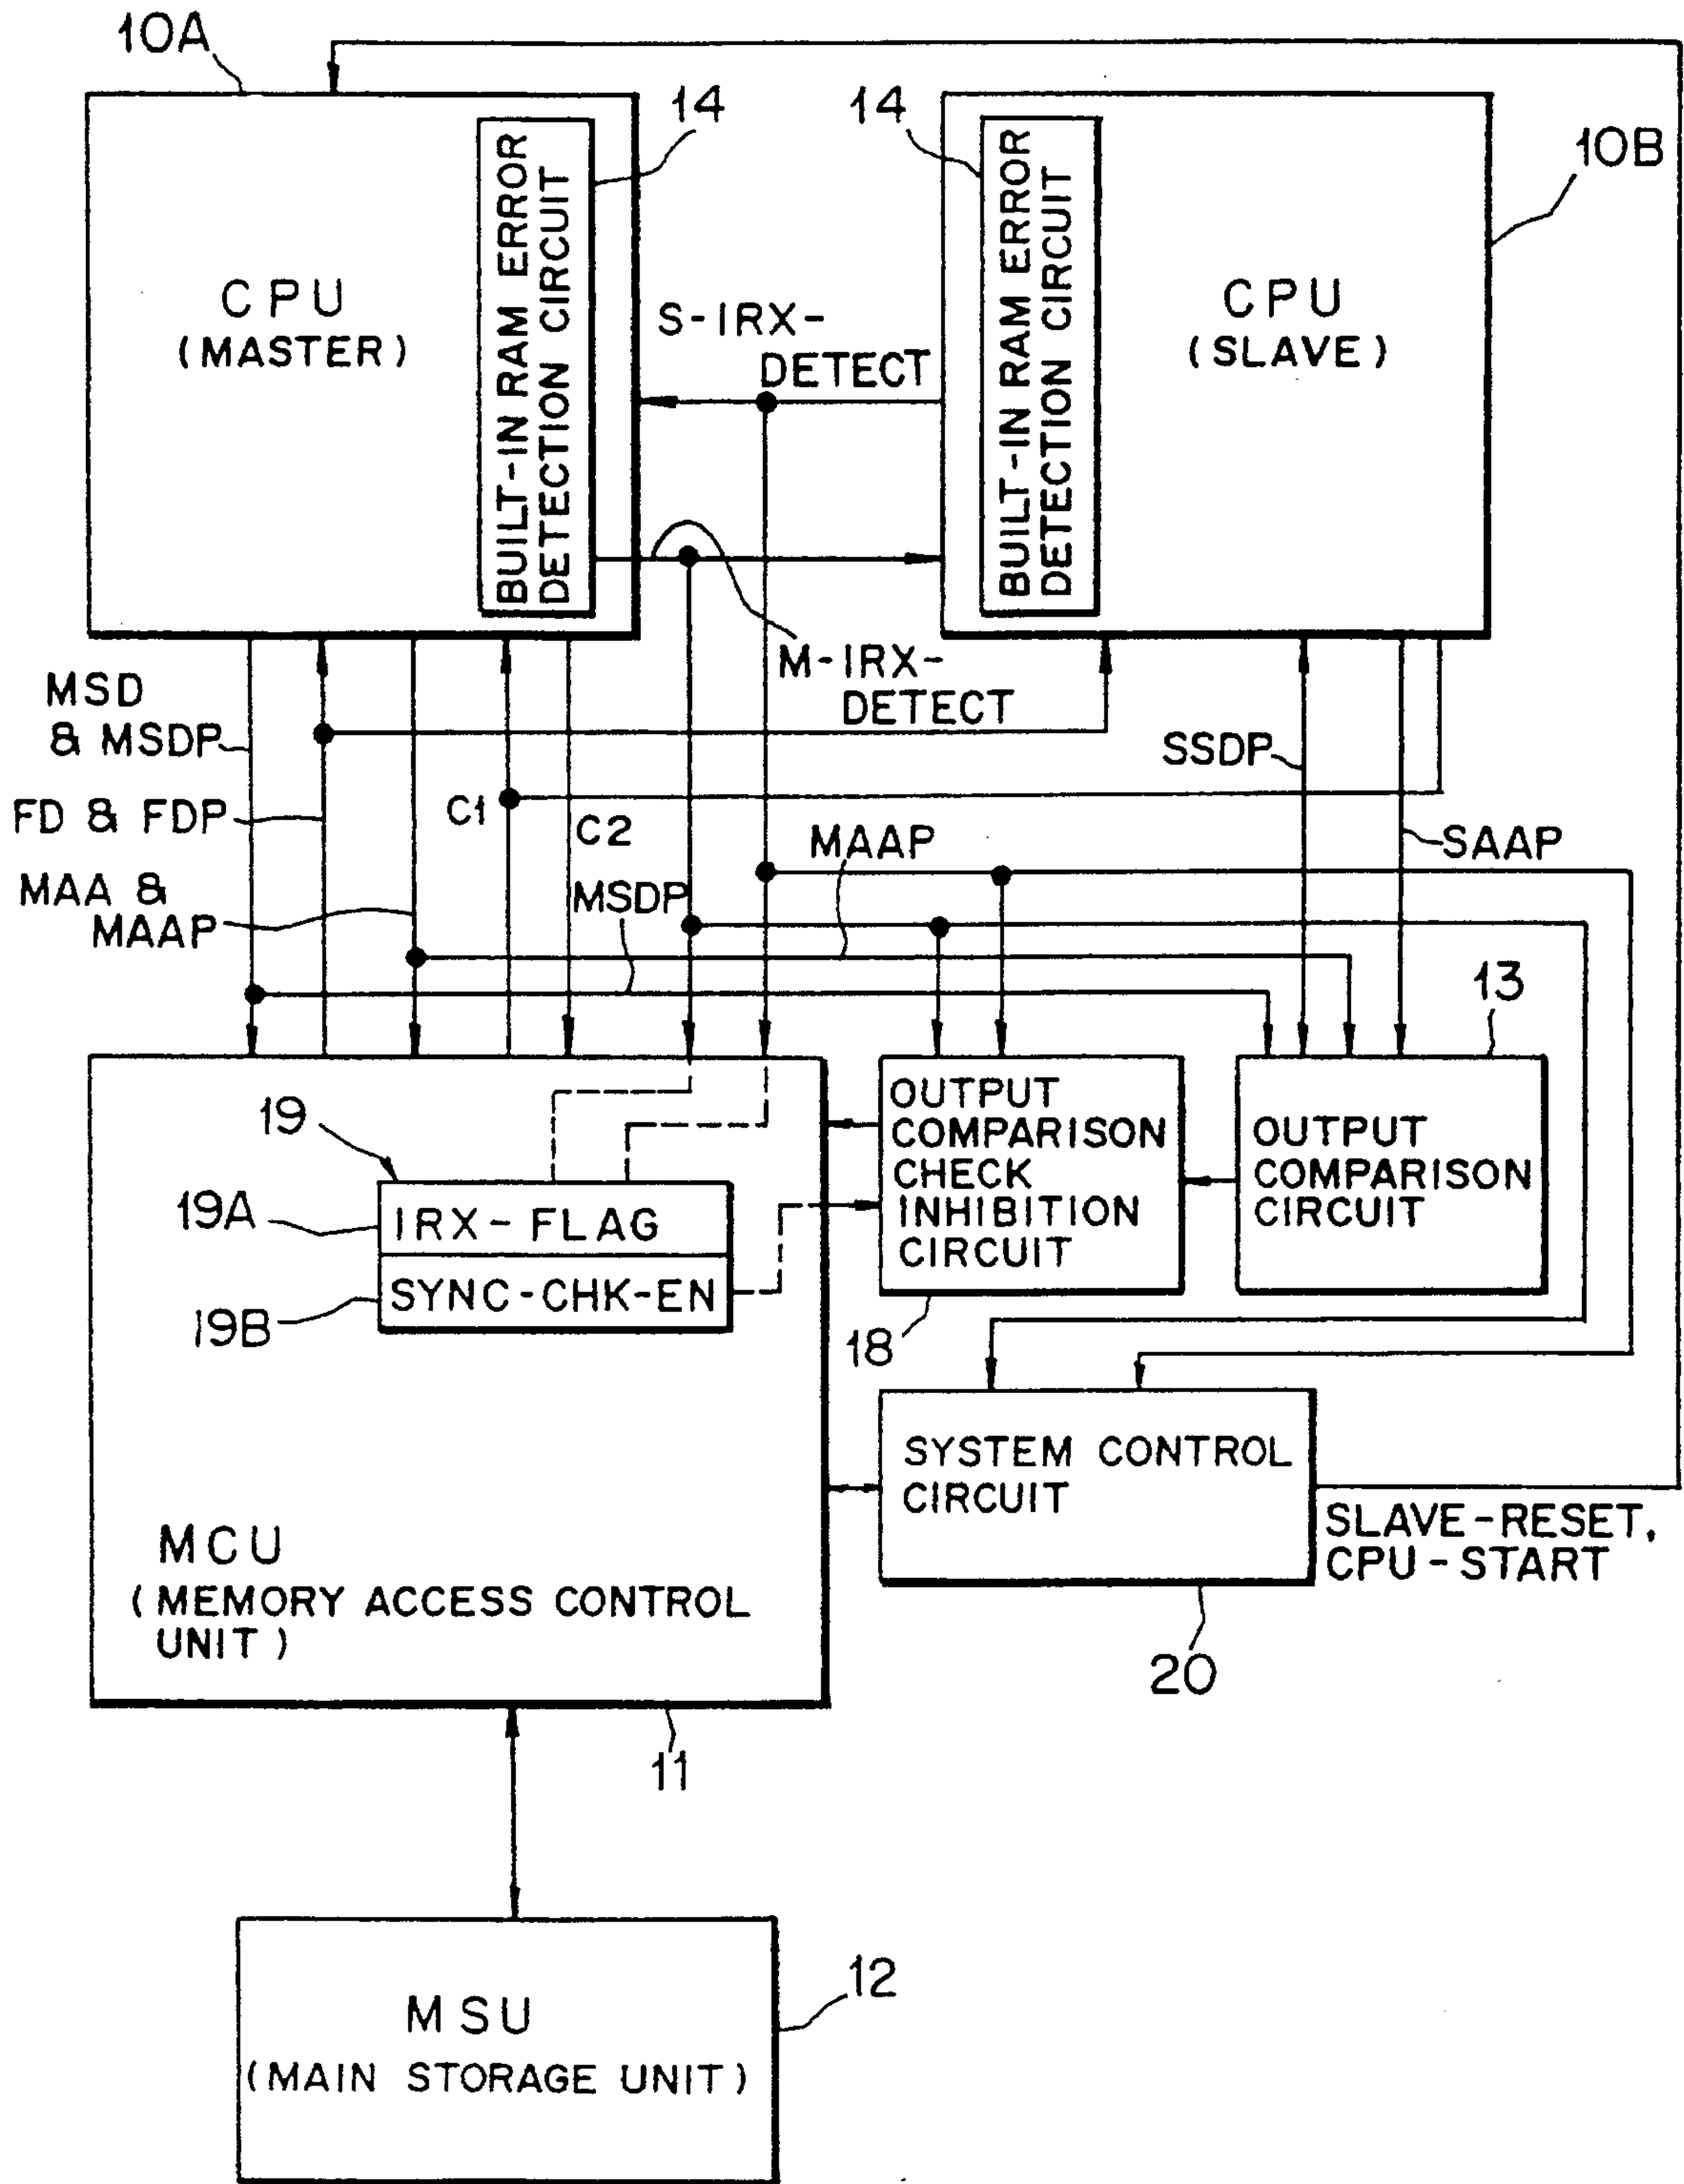 10A
14
14
10B
BUILT-IN RAM ERROR
DETECTION CIRCUIT
BUILT-IN RAM ERROR
DETECTION CIRCUIT
CPU
(MASTER)
S-IRX-
DETECT
CPU
(SLAVE)
M-IRX-
DETECT
MSD
& MSDP
SSDP
FD & FDP
C1
C2
MAAP
SAAP
MAA &
MAAP
MSDP
13
19
OUTPUT
COMPARISON
CHECK
INHIBITION
CIRCUIT
OUTPUT
COMPARISON
CIRCUIT
19A
IRX-FLAG
19B
SYNC-CHK-EN
18
SYSTEM CONTROL
CIRCUIT
SLAVE-RESET,
CPU-START
MCU
(MEMORY ACCESS CONTROL
UNIT)
20
11
12
MSU
(MAIN STORAGE UNIT)